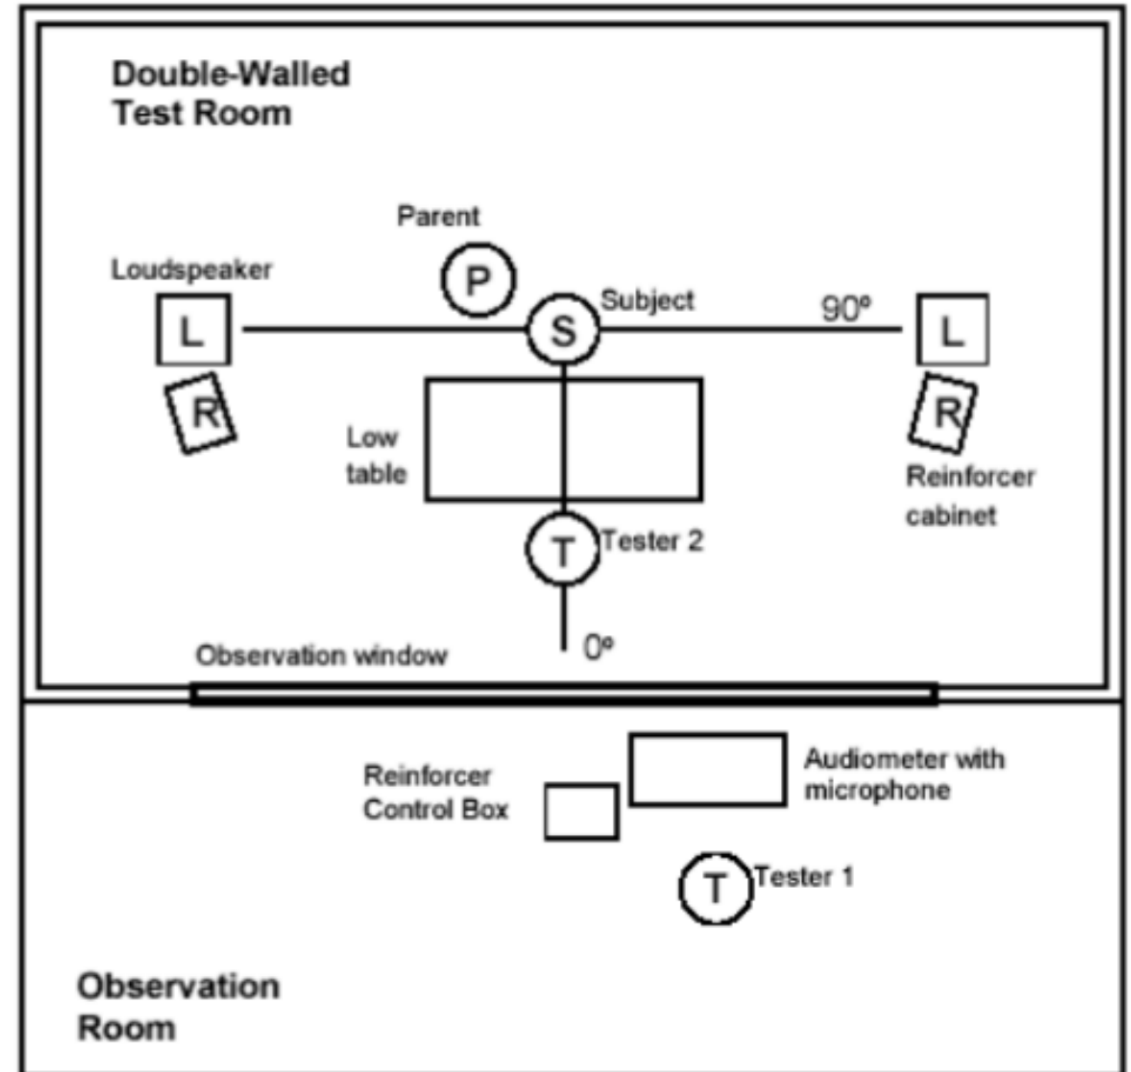 Double-Walled
Test Room
Parent
P
Loudspeaker
Subject
90º
L
S
L
R
R
Low
table
Reinforcer
cabinet
T
Tester 2
0º
Observation window
Reinforcer
Control Box
Audiometer with
microphone
T
Tester 1
Observation
Room